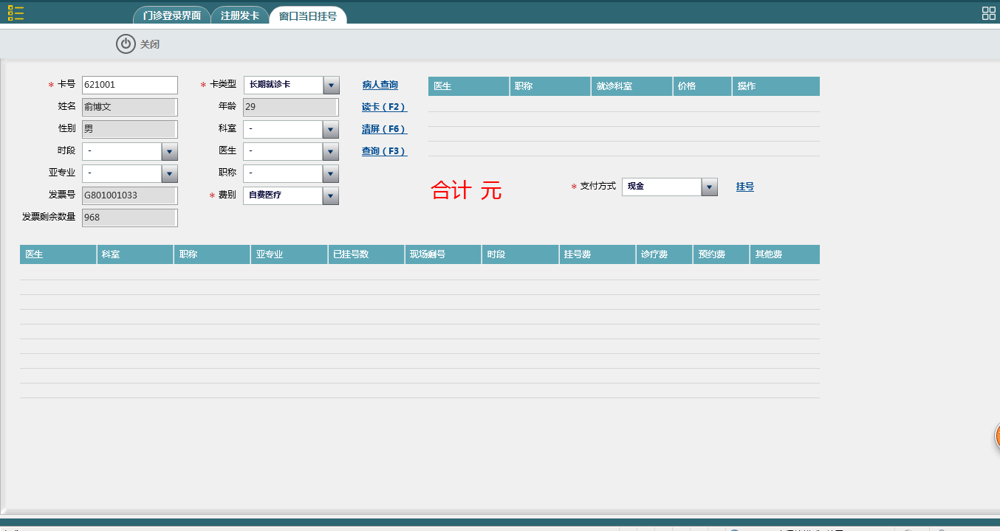 门诊登录界面 注册发卡 窗口当日挂号
关闭
* 卡号 621001 * 卡类型 长期就诊卡 病人查询
姓名 俞博文 年龄 29 读卡（F2）
性别 男 科室 - 清屏（F6）
时段 - 医生 - 查询（F3）
亚专业 - 职称 -
发票号 G801001033 * 费别 自费医疗
发票剩余数量 968
医生 职称 就诊科室 价格 操作
合计 元 * 支付方式 现金 挂号
医生 科室 职称 亚专业 已挂号数 现场剩号 时段 挂号费 诊疗费 预约费 其他费